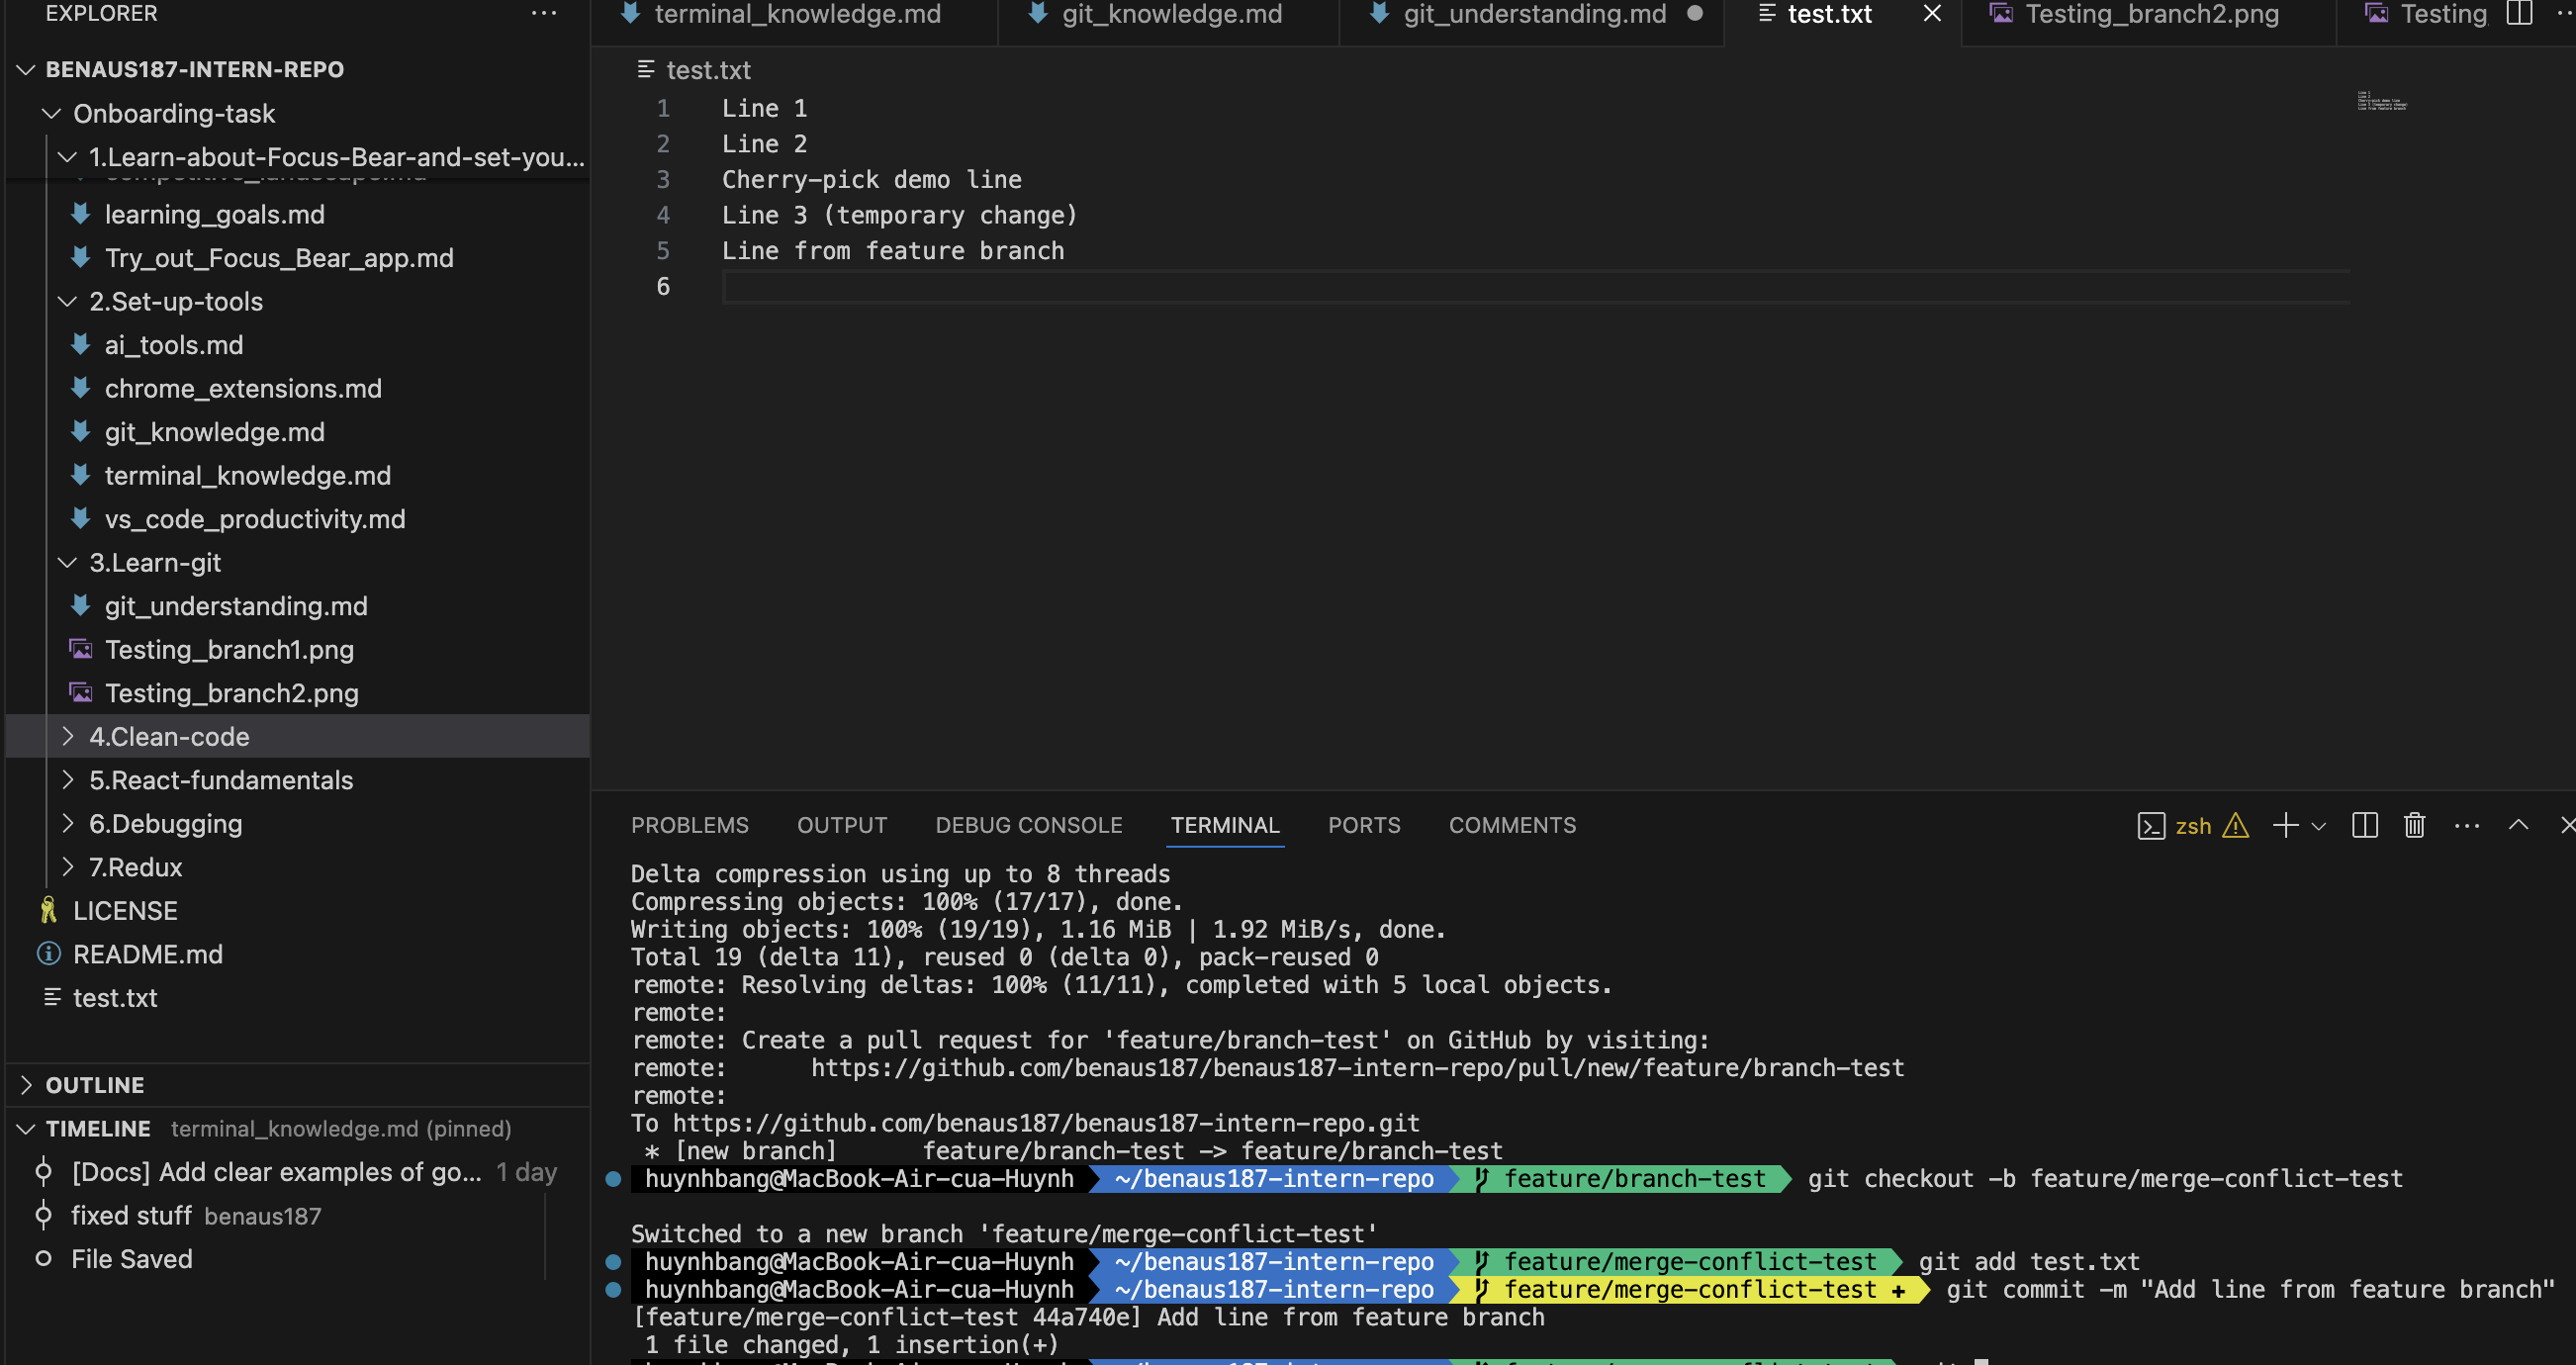 EXPLORER
BENAUS187-INTERN-REPO
Onboarding-task
1.Learn-about-Focus-Bear-and-set-you...
competitive_landscape.md
learning_goals.md
Try_out_Focus_Bear_app.md
2.Set-up-tools
ai_tools.md
chrome_extensions.md
git_knowledge.md
terminal_knowledge.md
vs_code_productivity.md
3.Learn-git
git_understanding.md
Testing_branch1.png
Testing_branch2.png
4.Clean-code
5.React-fundamentals
6.Debugging
7.Redux
LICENSE
README.md
test.txt
OUTLINE
TIMELINE terminal_knowledge.md (pinned)
[Docs] Add clear examples of go... 1 day
fixed stuff benaus187
File Saved
terminal_knowledge.md git_knowledge.md git_understanding.md test.txt Testing_branch2.png Testing
test.txt
1 Line 1
2 Line 2
3 Cherry-pick demo line
4 Line 3 (temporary change)
5 Line from feature branch
6
PROBLEMS OUTPUT DEBUG CONSOLE TERMINAL PORTS COMMENTS zsh
Delta compression using up to 8 threads
Compressing objects: 100% (17/17), done.
Writing objects: 100% (19/19), 1.16 MiB | 1.92 MiB/s, done.
Total 19 (delta 11), reused 0 (delta 0), pack-reused 0
remote: Resolving deltas: 100% (11/11), completed with 5 local objects.
remote:
remote: Create a pull request for 'feature/branch-test' on GitHub by visiting:
remote:      https://github.com/benaus187/benaus187-intern-repo/pull/new/feature/branch-test
remote:
To https://github.com/benaus187/benaus187-intern-repo.git
 * [new branch]      feature/branch-test -> feature/branch-test
huynhbang@MacBook-Air-cua-Huynh ~/benaus187-intern-repo feature/branch-test git checkout -b feature/merge-conflict-test
Switched to a new branch 'feature/merge-conflict-test'
huynhbang@MacBook-Air-cua-Huynh ~/benaus187-intern-repo feature/merge-conflict-test git add test.txt
huynhbang@MacBook-Air-cua-Huynh ~/benaus187-intern-repo feature/merge-conflict-test + git commit -m "Add line from feature branch"
[feature/merge-conflict-test 44a740e] Add line from feature branch
 1 file changed, 1 insertion(+)